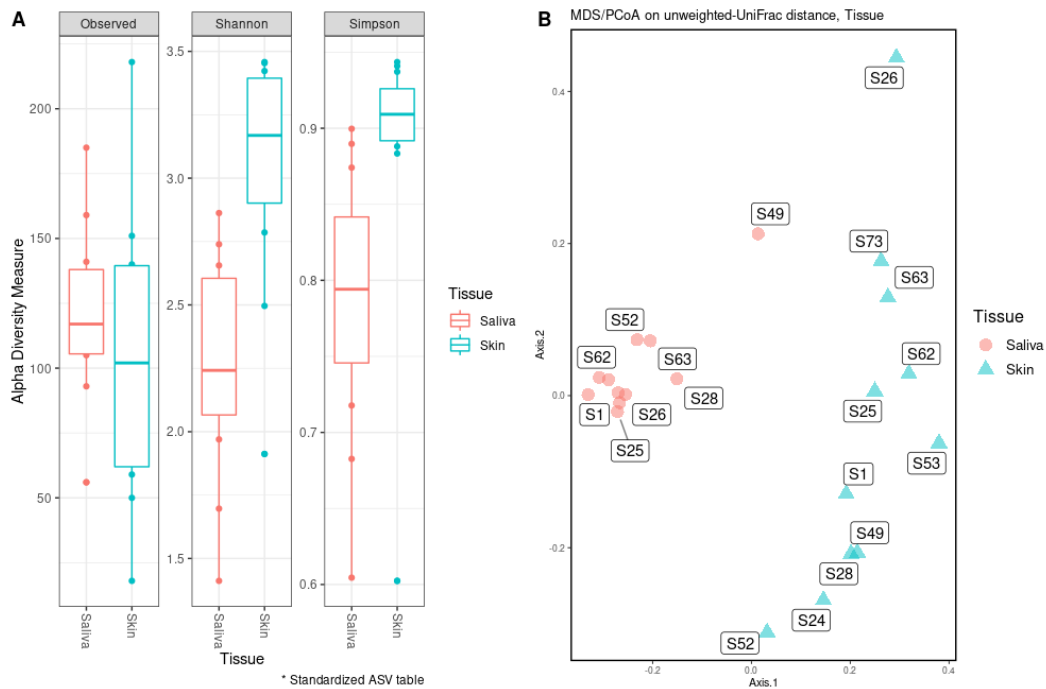 A
Observed
Shannon
Simpson
Alpha Diversity Measure
200
150
100
50
3.5
3.0
2.5
2.0
1.5
0.9
0.8
0.7
0.6
Saliva
Skin
Saliva
Skin
Saliva
Skin
Tissue
* Standardized ASV table
Tissue
Saliva
Skin
B
MDS/PCoA on unweighted-UniFrac distance, Tissue
Axis.2
0.4
0.2
0.0
-0.2
S26
S49
S73
S63
S52
S62
S63
S62
S28
S1
S26
S25
S25
S53
S1
S49
S28
S24
S52
-0.2
0.0
0.2
0.4
Axis.1
Tissue
Saliva
Skin